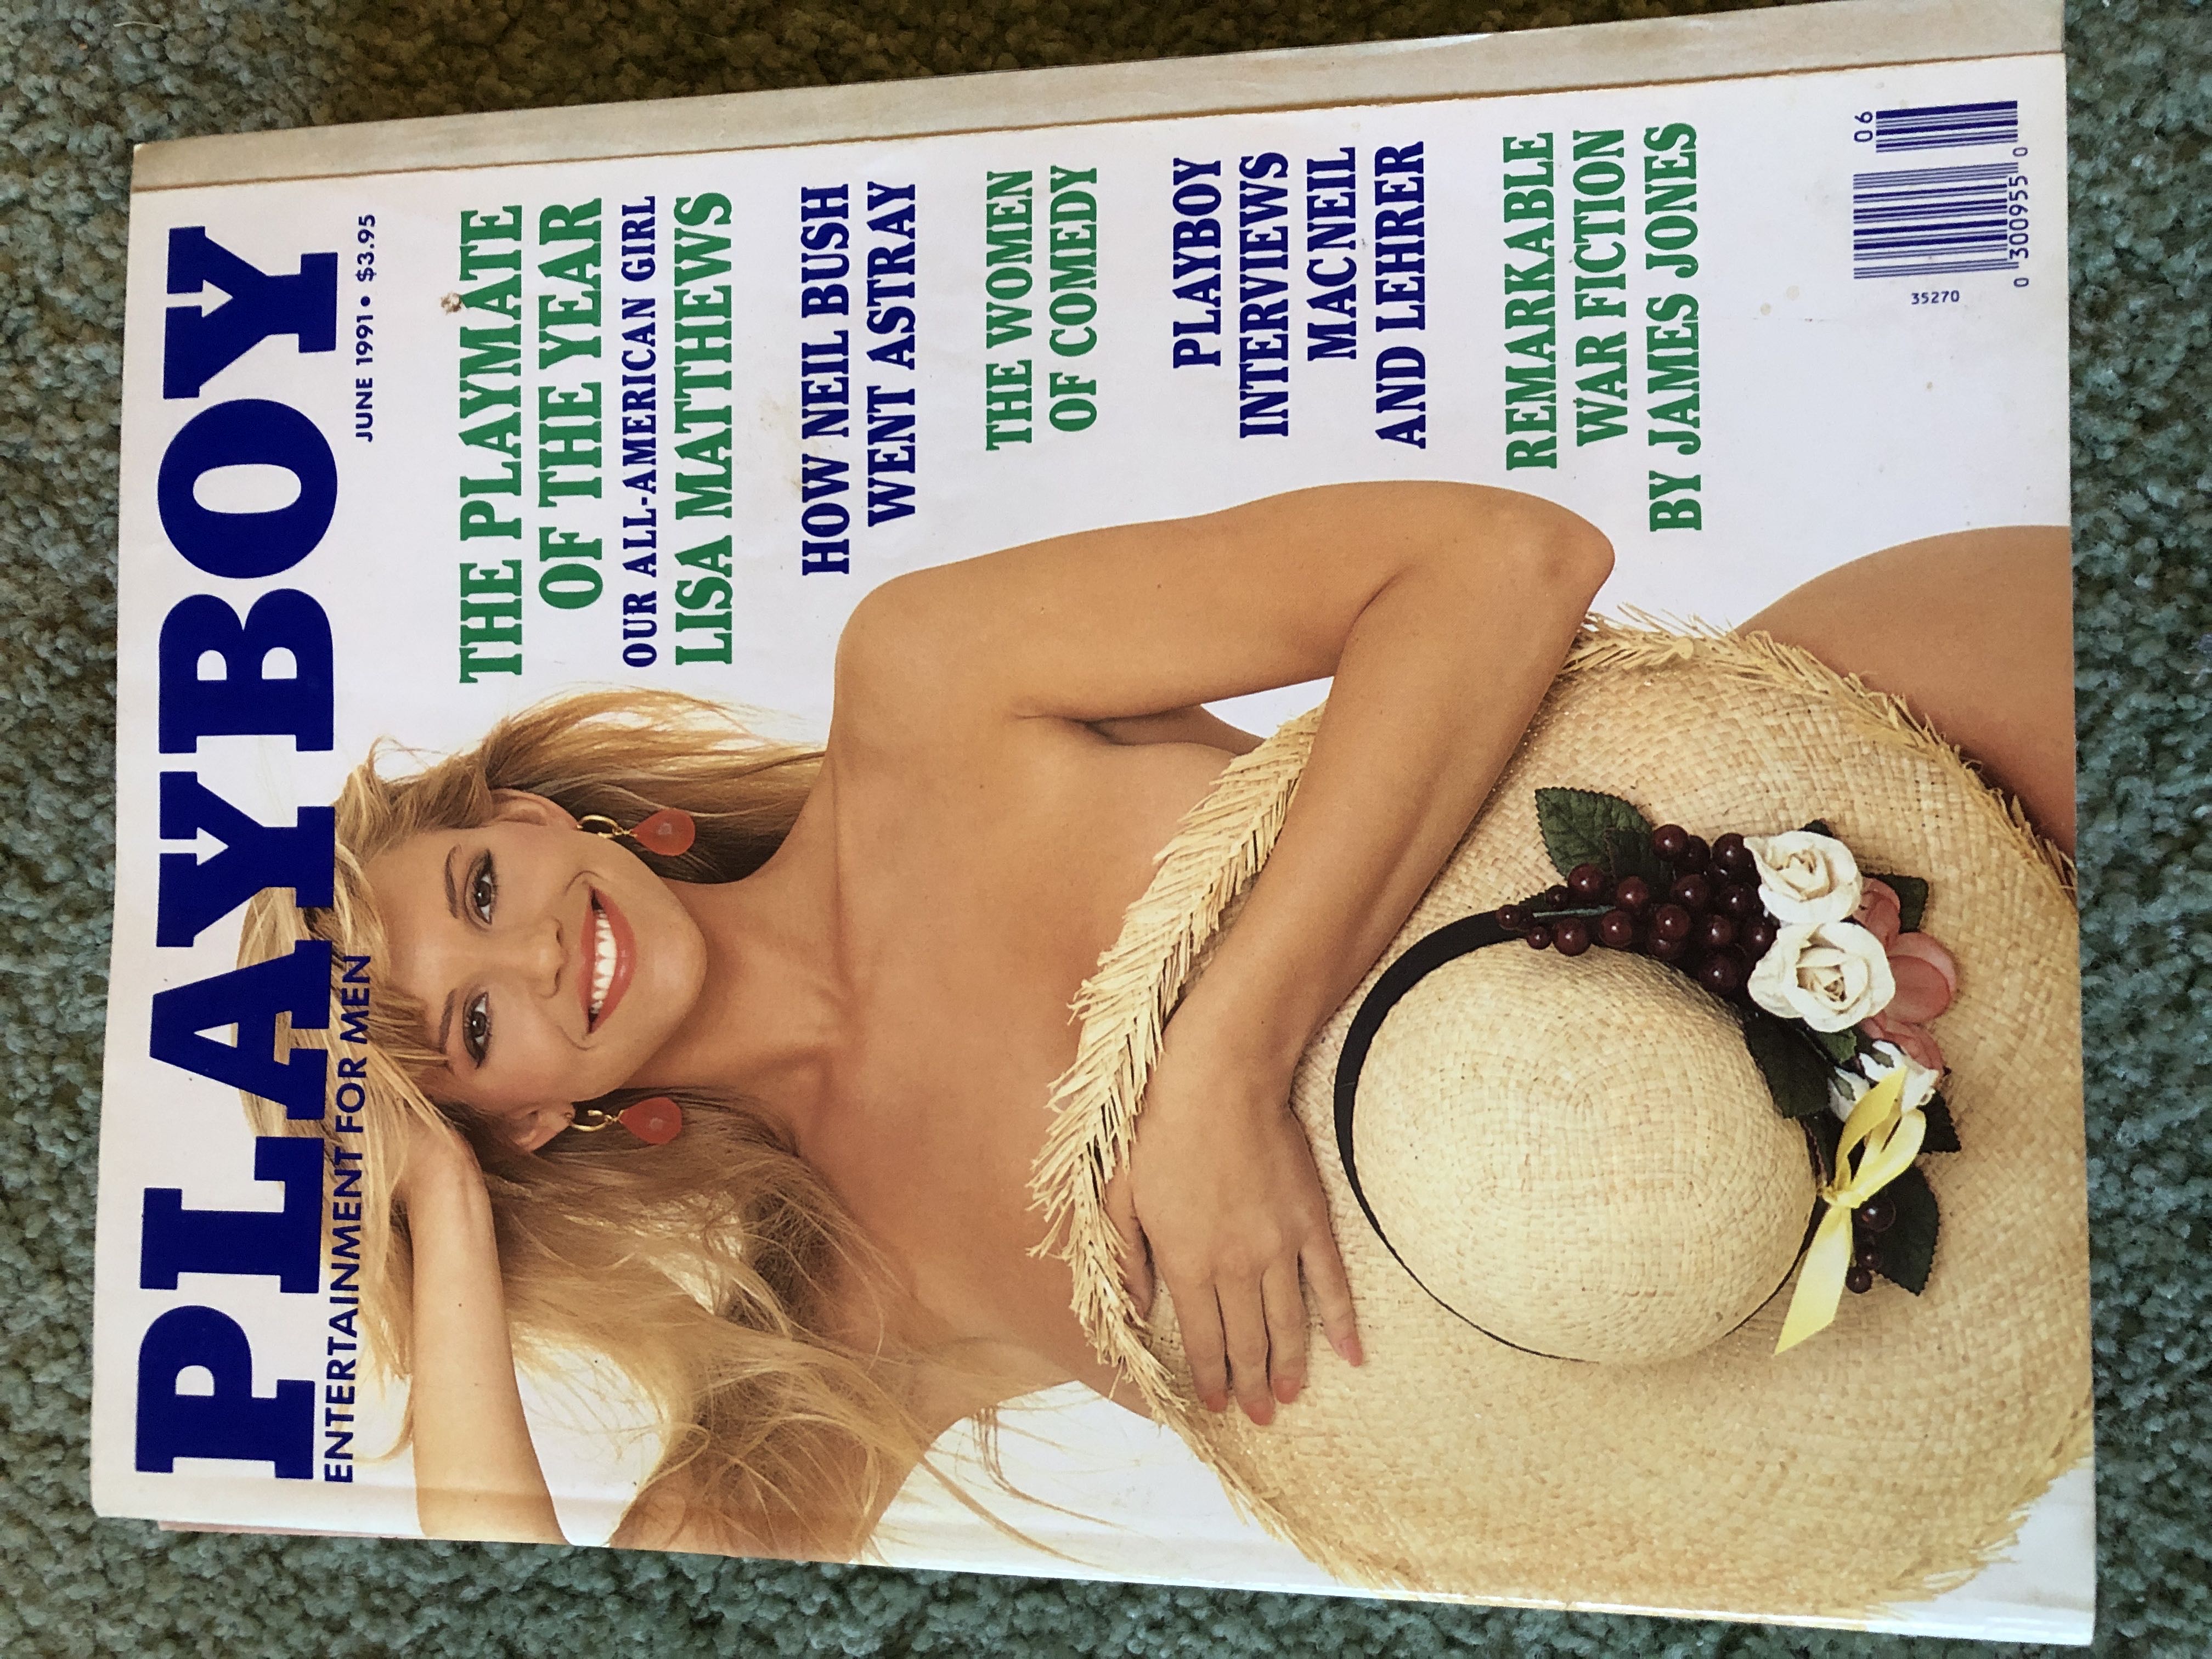 PLAYBOY
ENTERTAINMENT FOR MEN
JUNE 1991 • $3.95
THE PLAYMATE
OF THE YEAR
OUR ALL-AMERICAN GIRL
LISA MATTHEWS
HOW NEIL BUSH
WENT ASTRAY
THE WOMEN
OF COMEDY
PLAYBOY
INTERVIEWS
MACNEIL
AND LEHRER
REMARKABLE
WAR FICTION
BY JAMES JONES
35270
06
0 300955 0